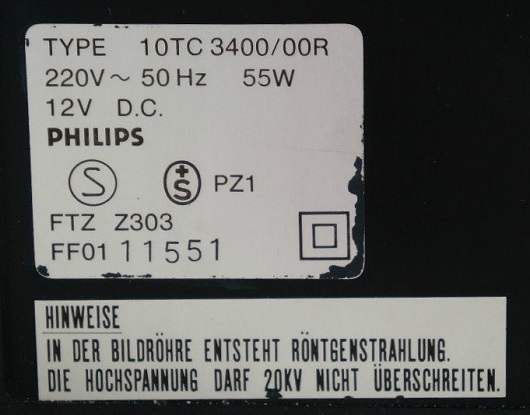 TYPE 10TC 3400/00R
220V ~ 50 Hz 55W
12V D.C.
PHILIPS
S +S PZ1
FTZ Z303
FF01 11551
HINWEISE
IN DER BILDRÖHRE ENTSTEHT RÖNTGENSTRAHLUNG.
DIE HOCHSPANNUNG DARF 20KV NICHT ÜBERSCHREITEN.